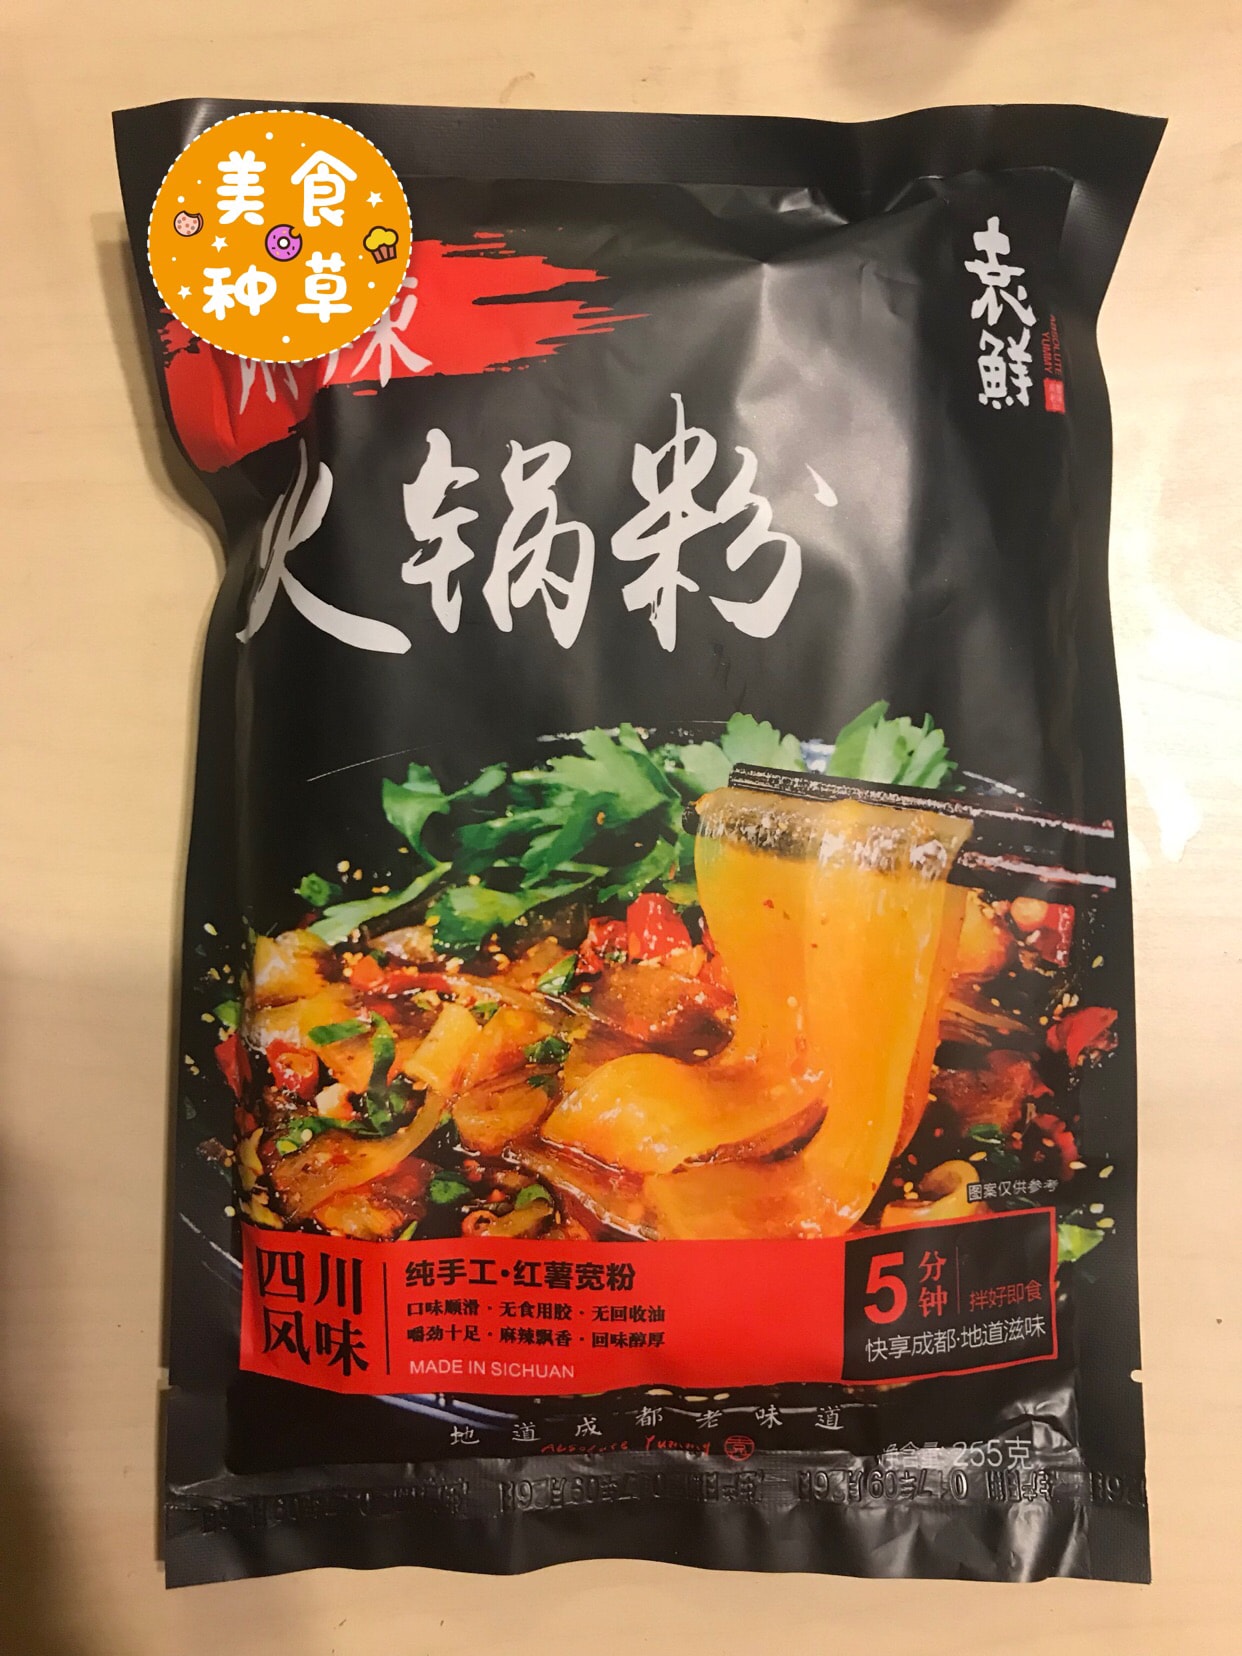 美食
种草
麻辣
袁鲜
ABSOLUTE
YUMMY
火锅粉
图案仅供参考
四川
风味
纯手工·红薯宽粉
口味顺滑·无食用胶·无回收油
嚼劲十足·麻辣飘香·回味醇厚
MADE IN SICHUAN
5分钟
拌好即食
快享成都·地道滋味
地道成都老味道
Absolute Yummy
净含量:255克